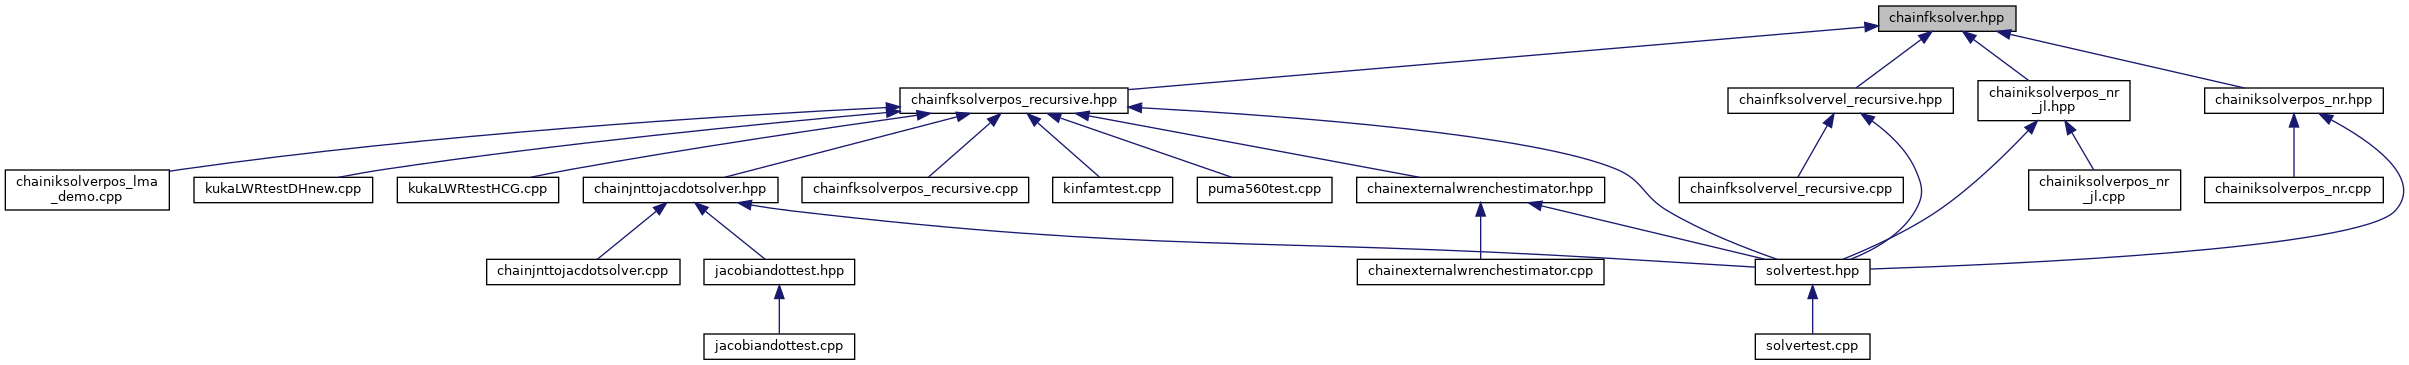 chainfksolver.hpp
chainfksolverpos_recursive.hpp
chainfksolvervel_recursive.hpp
chainiksolverpos_nr
_jl.hpp
chainiksolverpos_nr.hpp
chainiksolverpos_lma
_demo.cpp
kukaLWRtestDHnew.cpp
kukaLWRtestHCG.cpp
chainjnttojacdotsolver.hpp
chainfksolverpos_recursive.cpp
kinfamtest.cpp
puma560test.cpp
chainexternalwrenchestimator.hpp
chainfksolvervel_recursive.cpp
chainiksolverpos_nr
_jl.cpp
chainiksolverpos_nr.cpp
chainjnttojacdotsolver.cpp
jacobiandottest.hpp
chainexternalwrenchestimator.cpp
solvertest.hpp
jacobiandottest.cpp
solvertest.cpp